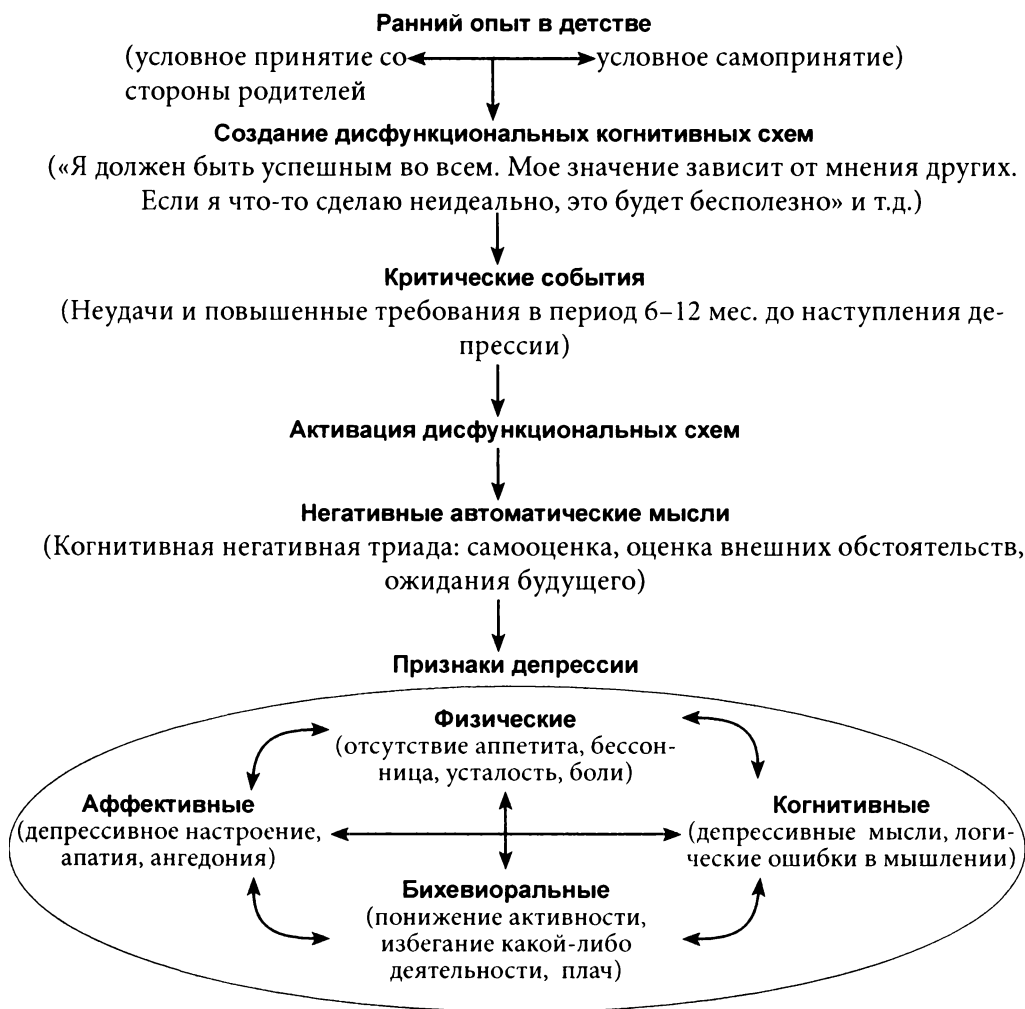 Ранний опыт в детстве
(условное принятие со условное самопринятие)
стороны родителей
Создание дисфункциональных когнитивных схем
(«Я должен быть успешным во всем. Мое значение зависит от мнения других.
Если я что-то сделаю неидеально, это будет бесполезно» и т.д.)
Критические события
(Неудачи и повышенные требования в период 6–12 мес. до наступления де-
прессии)
Активация дисфункциональных схем
Негативные автоматические мысли
(Когнитивная негативная триада: самооценка, оценка внешних обстоятельств,
ожидания будущего)
Признаки депрессии
Физические
(отсутствие аппетита, бессон-
ница, усталость, боли)
Аффективные
(депрессивное настроение,
апатия, ангедония)
Когнитивные
(депрессивные мысли, логи-
ческие ошибки в мышлении)
Бихевиоральные
(понижение активности,
избегание какой-либо
деятельности, плач)